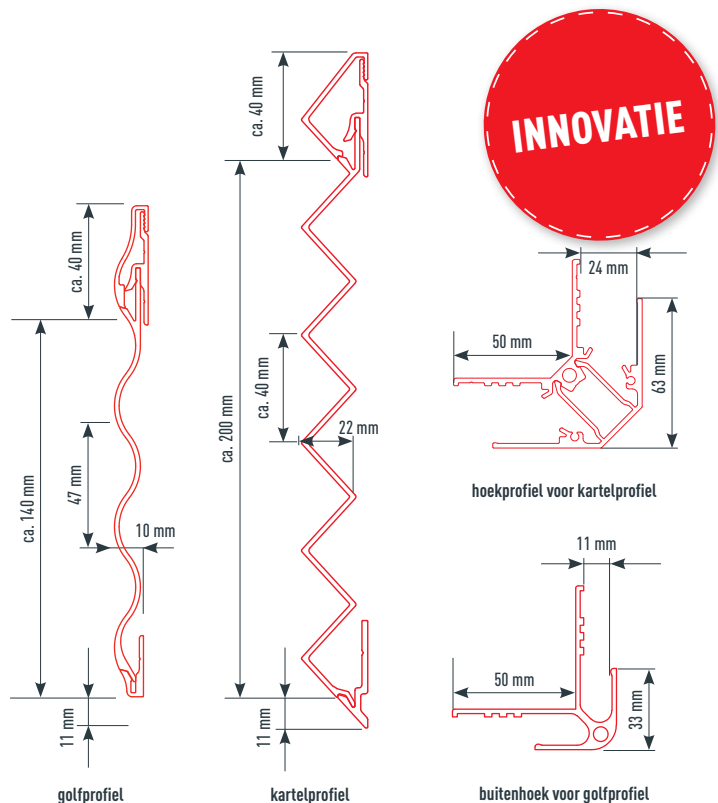 INNOVATIE
ca. 40 mm
ca. 140 mm
47 mm
10 mm
11 mm
golfprofiel
ca. 40 mm
ca. 200 mm
ca. 40 mm
22 mm
11 mm
kartelprofiel
24 mm
50 mm
63 mm
hoekprofiel voor kartelprofiel
11 mm
50 mm
33 mm
buitenhoek voor golfprofiel